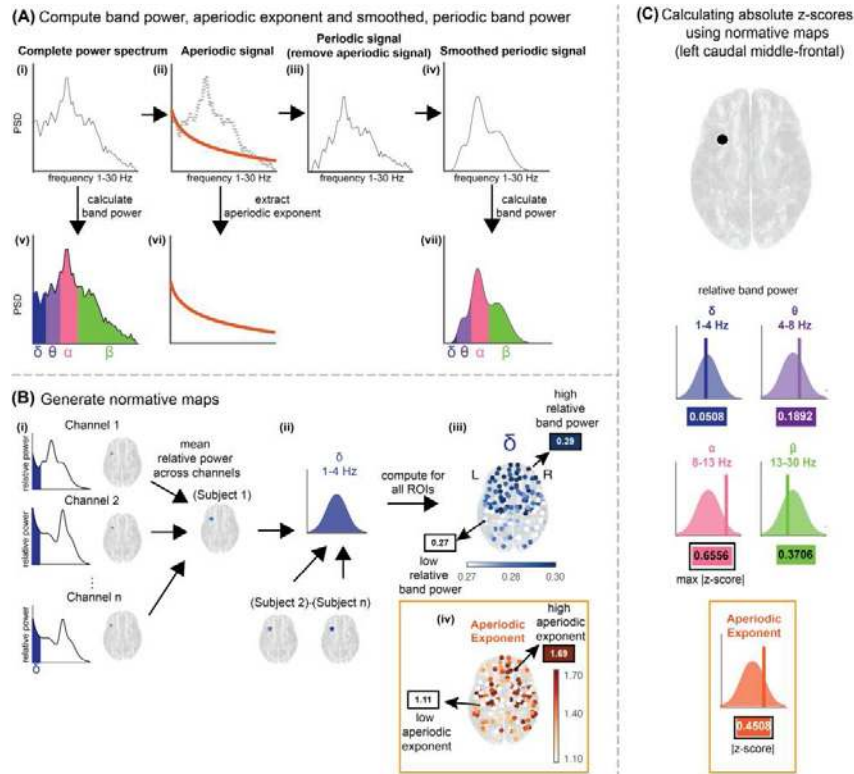 (A) Compute band power, aperiodic exponent and smoothed, periodic band power
Complete power spectrum
Aperiodic signal
Periodic signal
(remove aperiodic signal)
Smoothed periodic signal
(i)
(ii)
(iii)
(iv)
PSD
frequency 1-30 Hz
frequency 1-30 Hz
frequency 1-30 Hz
frequency 1-30 Hz
calculate
band power
extract
aperiodic exponent
calculate
band power
(v)
(vi)
(vii)
PSD
PSD
δ θ α β
δ θ α β
(B) Generate normative maps
(i)
Channel 1
relative power
Channel 2
relative power
⋮
Channel n
relative power
δ
mean
relative power
across channels
(Subject 1)
(ii)
δ
1-4 Hz
(Subject 2)-(Subject n)
compute for
all ROIs
(iii)
δ
L
R
high
relative
band power
0.29
0.27
low
relative
band power
0.27 0.28 0.30
(iv)
Aperiodic
Exponent
high
aperiodic
exponent
1.69
1.11
low
aperiodic
exponent
1.70
1.40
1.10
(C) Calculating absolute z-scores
using normative maps
(left caudal middle-frontal)
relative band power
δ
1-4 Hz
0.0508
θ
4-8 Hz
0.1892
α
8-13 Hz
0.6556
max |z-score|
β
13-30 Hz
0.3706
Aperiodic
Exponent
0.4508
|z-score|